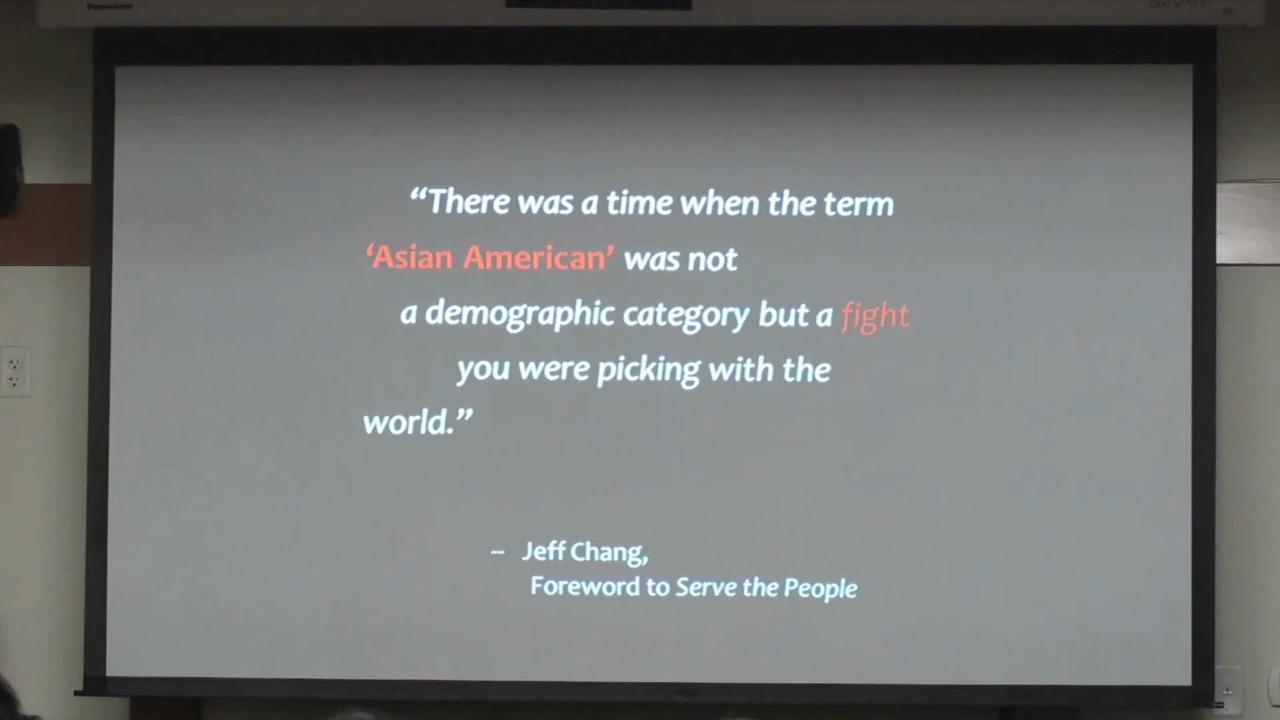 Panoview
“There was a time when the term
‘Asian American’ was not
a demographic category but a fight
you were picking with the
world.”
-- Jeff Chang,
Foreword to Serve the People